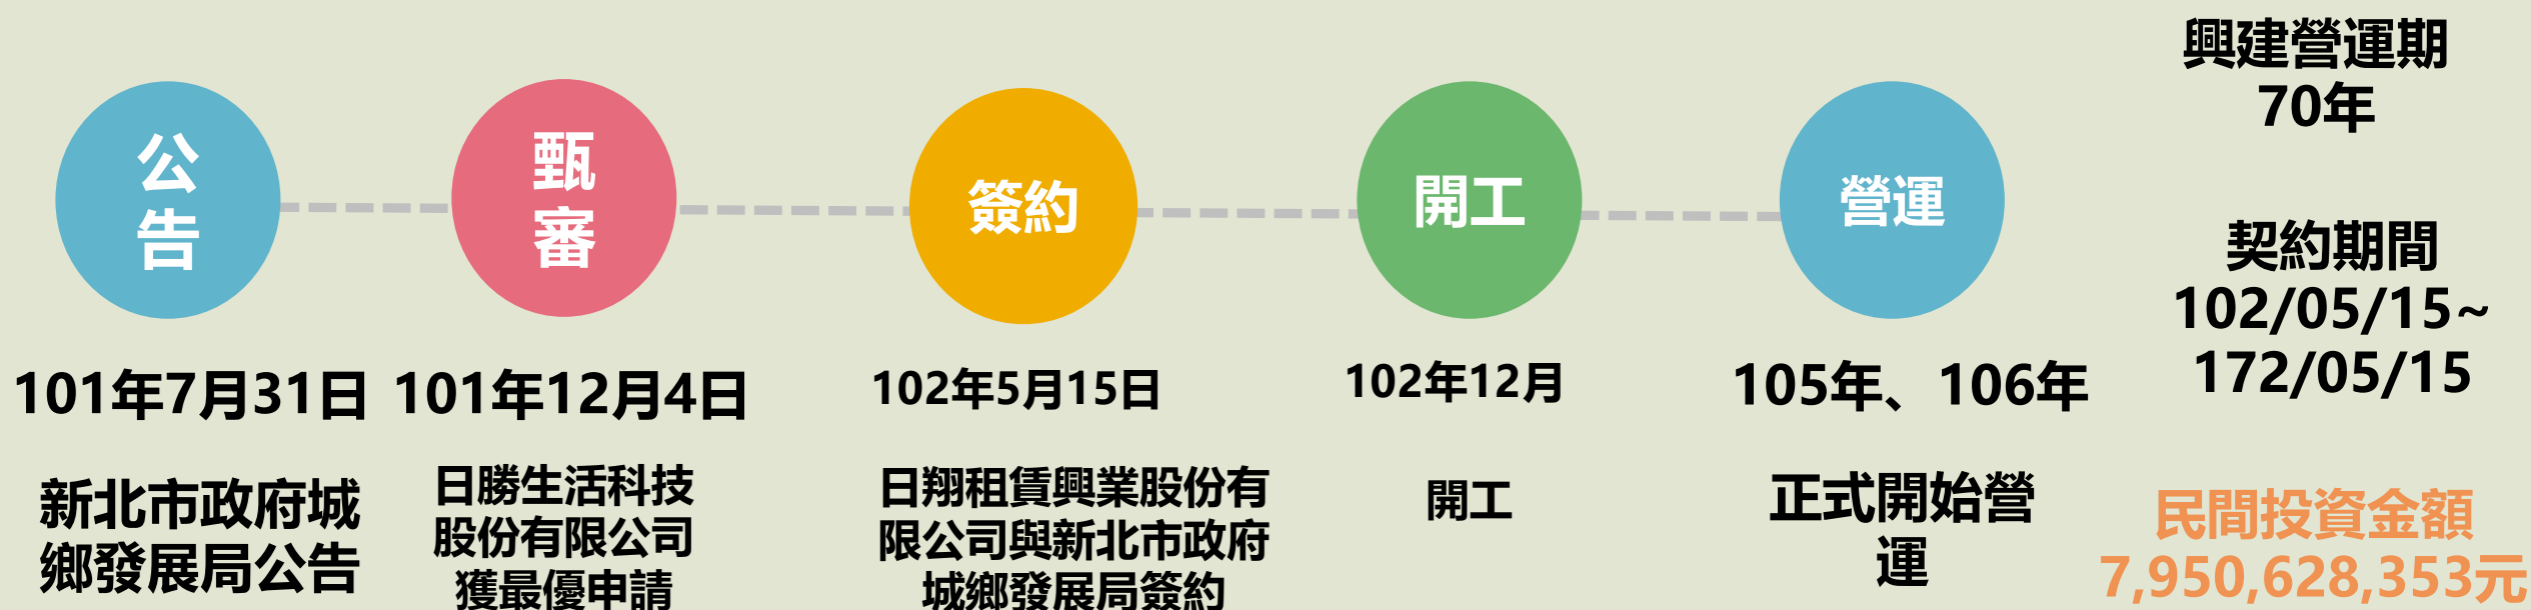 公
告
101年7月31日
新北市政府城
鄉發展局公告
甄
審
101年12月4日
日勝生活科技
股份有限公司
獲最優申請
簽約
102年5月15日
日翔租賃興業股份有
限公司與新北市政府
城鄉發展局簽約
開工
102年12月
開工
營運
105年、106年
正式開始營
運
興建營運期
70年
契約期間
102/05/15~
172/05/15
民間投資金額
7,950,628,353元